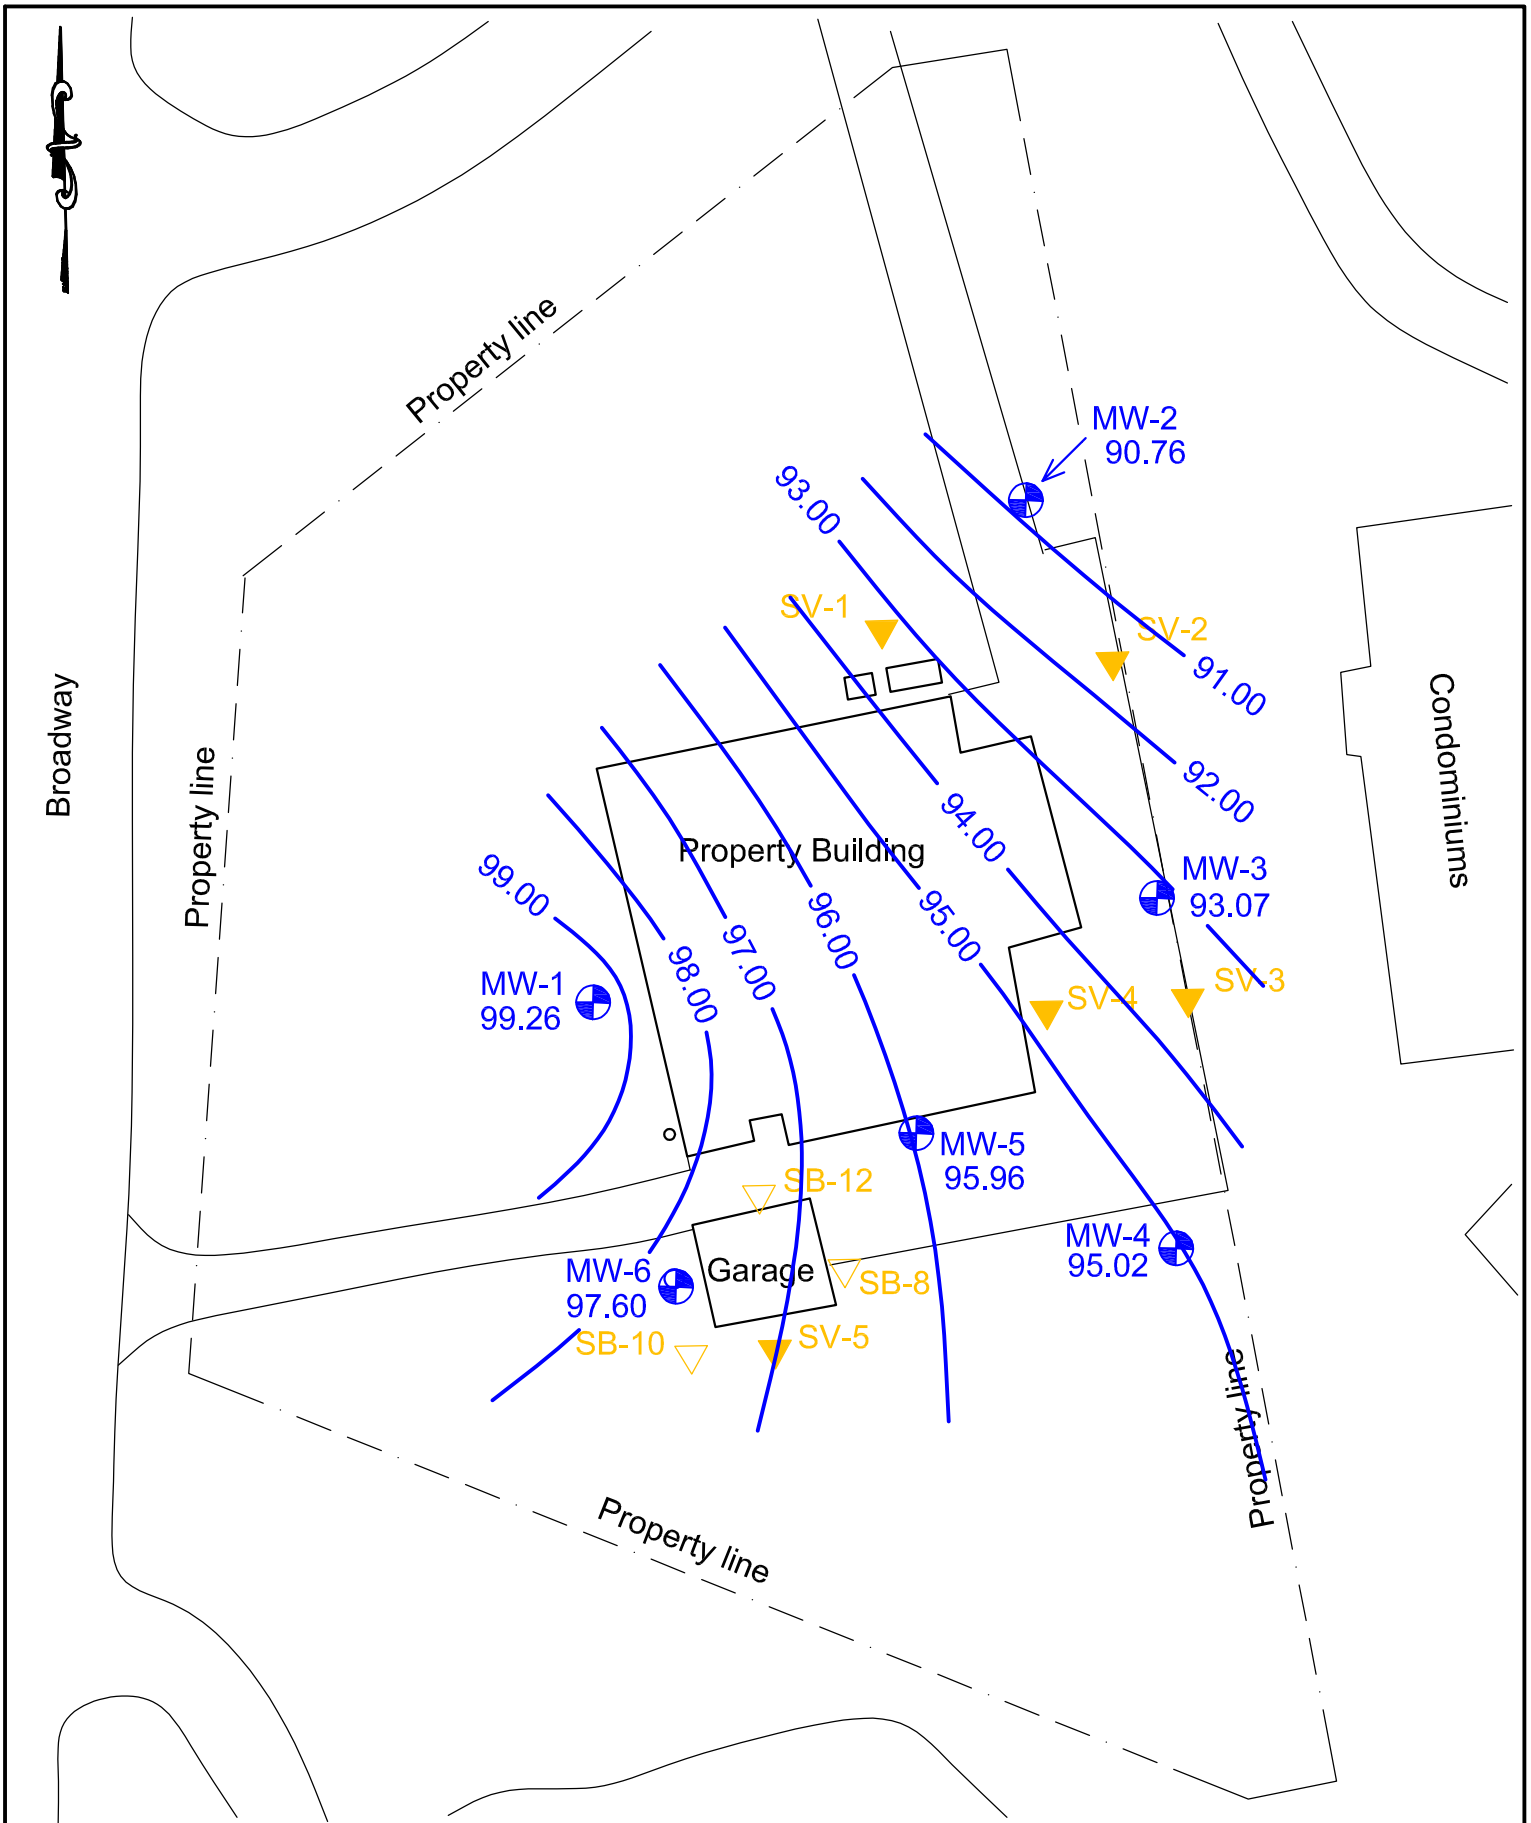 Property line
MW-2
90.76
93.00
SV-1
SV-2
91.00
Broadway
Property line
Condominiums
92.00
94.00
Property Building
99.00
96.00
95.00
MW-3
93.07
97.00
98.00
MW-1
99.26
SV-4
SV-3
MW-5
95.96
SB-12
MW-4
95.02
MW-6
97.60
Garage
SB-8
SB-10
SV-5
Property line
Property line